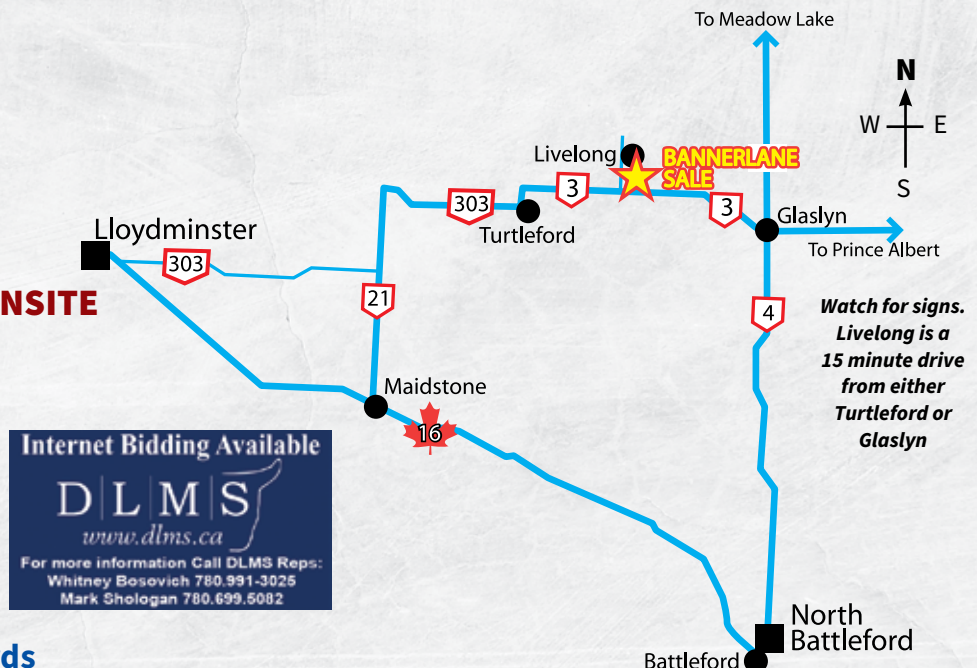 To Meadow Lake
N
W
E
S
Livelong
BANNERLANE
SALE
3
303
3
Turtleford
Glaslyn
To Prince Albert
Lloydminster
303
NSITE
21
4
Watch for signs.
Livelong is a
15 minute drive
from either
Turtleford or
Glaslyn
Maidstone
16
Internet Bidding Available
D|L|M|S
www.dlms.ca
For more information Call DLMS Reps:
Whitney Bosovich 780.991-3025
Mark Shologan 780.699.5082
North
Battleford
Battleford
ds